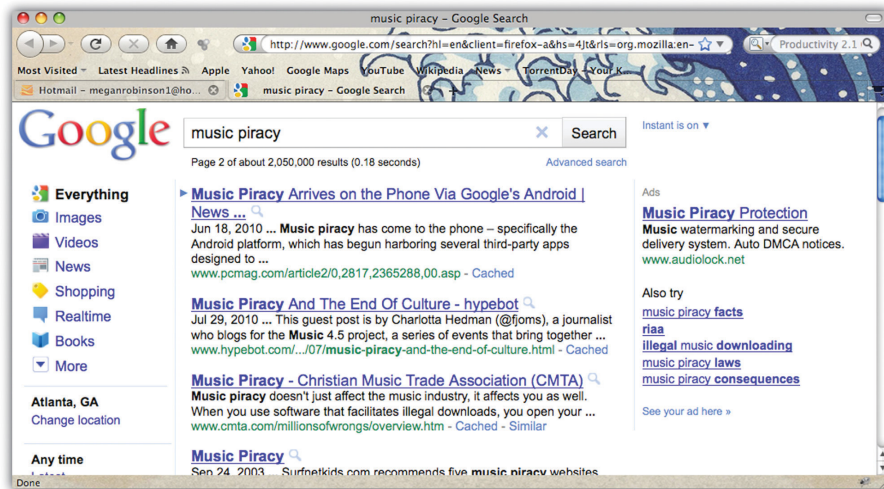 music piracy – Google Search
http://www.google.com/search?hl=en&client=firefox-a&hs=4Jt&rls=org.mozilla:en-
Productivity 2.1
Most Visited Latest Headlines Apple Yahoo! Google Maps YouTube Wikipedia News TorrentDay – Your K...
Hotmail – meganrobinson1@ho... music piracy – Google Search
Google
music piracy
Search
Instant is on ▼
Page 2 of about 2,050,000 results (0.18 seconds)
Advanced search
Everything
Images
Videos
News
Shopping
Realtime
Books
More
Atlanta, GA
Change location
Any time
Music Piracy Arrives on the Phone Via Google's Android |
News ...
Jun 18, 2010 ... Music piracy has come to the phone – specifically the
Android platform, which has begun harboring several third-party apps
designed to ...
www.pcmag.com/article2/0,2817,2365288,00.asp - Cached
Music Piracy And The End Of Culture - hypebot
Jul 29, 2010 ... This guest post is by Charlotta Hedman (@fjoms), a journalist
who blogs for the Music 4.5 project, a series of events that bring together ...
www.hypebot.com/.../07/music-piracy-and-the-end-of-culture.html - Cached
Music Piracy - Christian Music Trade Association (CMTA)
Music piracy doesn't just affect the music industry, it affects you as well.
When you use software that facilitates illegal downloads, you open your ...
www.cmta.com/millionsofwrongs/overview.htm - Cached - Similar
Music Piracy
Sep 24, 2003 ... Surfnetkids.com recommends five music piracy websites
Ads
Music Piracy Protection
Music watermarking and secure
delivery system. Auto DMCA notices.
www.audiolock.net
Also try
music piracy facts
riaa
illegal music downloading
music piracy laws
music piracy consequences
See your ad here »
Done